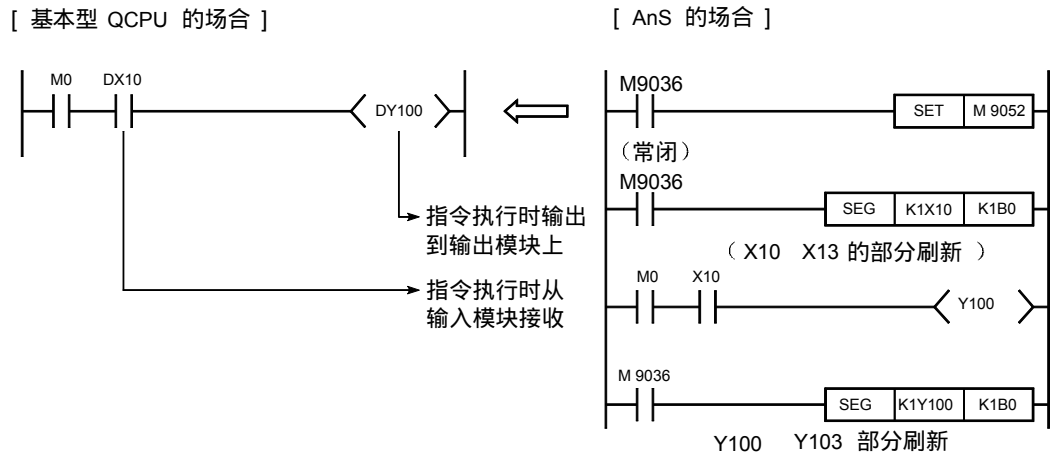 [ 基本型 QCPU 的场合 ]
M0 DX10
DY100
指令执行时输出
到输出模块上
指令执行时从
输入模块接收
[ AnS 的场合 ]
M9036
SET M 9052
（常闭）
M9036
SEG K1X10 K1B0
（ X10 X13 的部分刷新 ）
M0 X10
Y100
M 9036
SEG K1Y100 K1B0
Y100 Y103 部分刷新